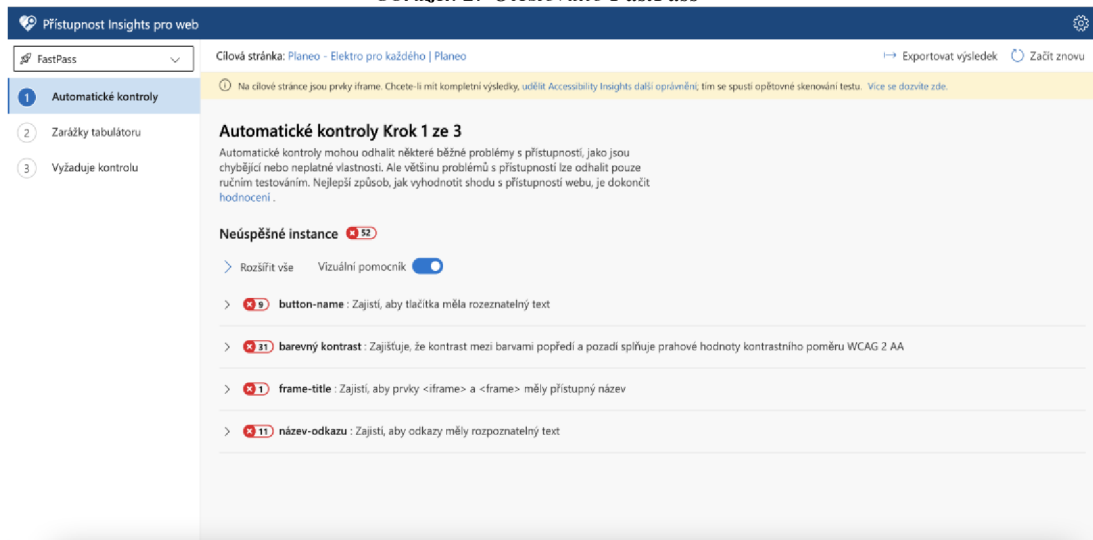 Přístupnost Insights pro web
FastPass
Cílová stránka: Planeo - Elektro pro každého | Planeo
Exportovat výsledek
Začít znovu
1 Automatické kontroly
2 Zarážky tabulátoru
3 Vyžaduje kontrolu
Na cílové stránce jsou prvky iframe. Chcete-li mít kompletní výsledky, udělit Accessibility Insights další oprávnění; tím se spustí opětovné skenování testu. Více se dozvíte zde.
Automatické kontroly Krok 1 ze 3
Automatické kontroly mohou odhalit některé běžné problémy s přístupností, jako jsou
chybějící nebo neplatné vlastnosti. Ale většinu problémů s přístupností lze odhalit pouze
ručním testováním. Nejlepší způsob, jak vyhodnotit shodu s přístupností webu, je dokončit
hodnocení .
Neúspěšné instance 52
Rozšířit vše
Vizuální pomocník
9 button-name : Zajistí, aby tlačítka měla rozeznatelný text
31 barevný kontrast : Zajišťuje, že kontrast mezi barvami popředí a pozadí splňuje prahové hodnoty kontrastního poměru WCAG 2 AA
1 frame-title : Zajistí, aby prvky <iframe> a <frame> měly přístupný název
11 název-odkazu : Zajistí, aby odkazy měly rozpoznatelný text